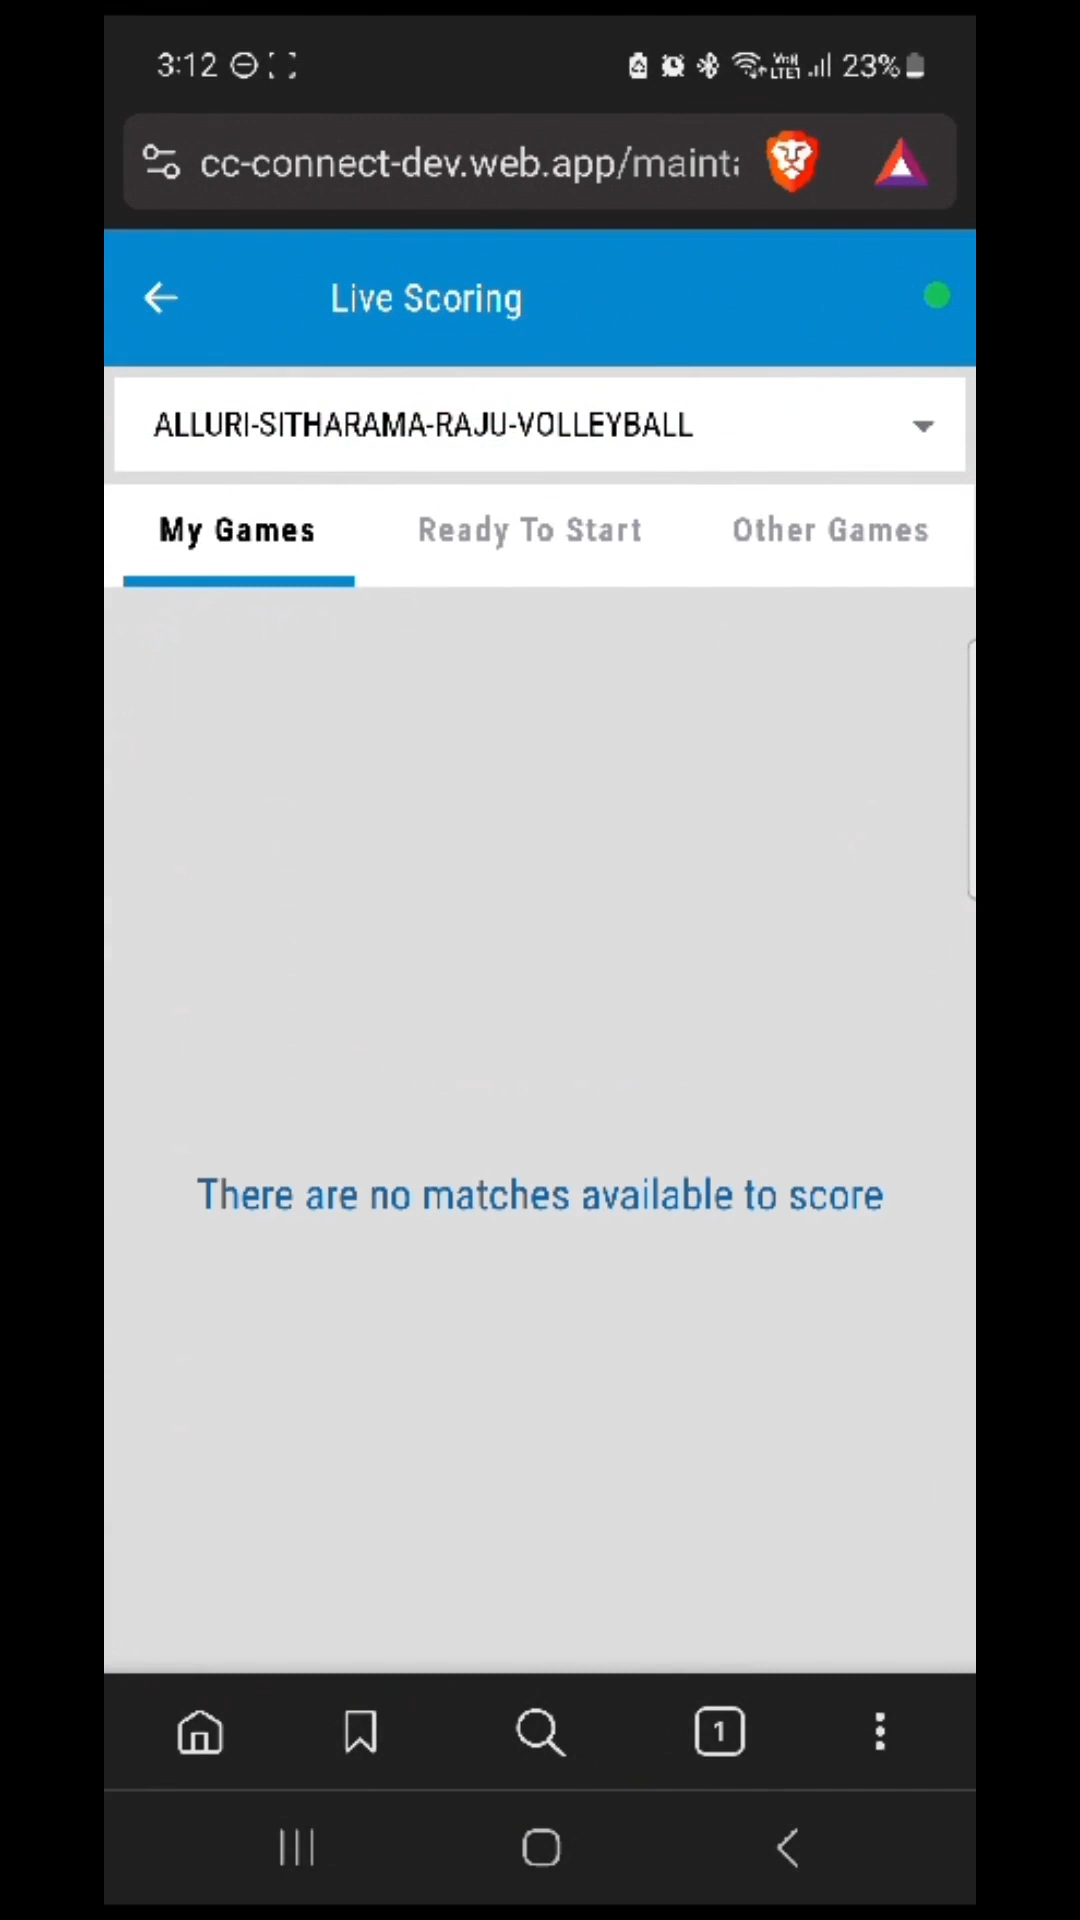 3:12
23%
cc-connect-dev.web.app/maint
Live Scoring
ALLURI-SITHARAMA-RAJU-VOLLEYBALL
My Games Ready To Start Other Games
There are no matches available to score
1